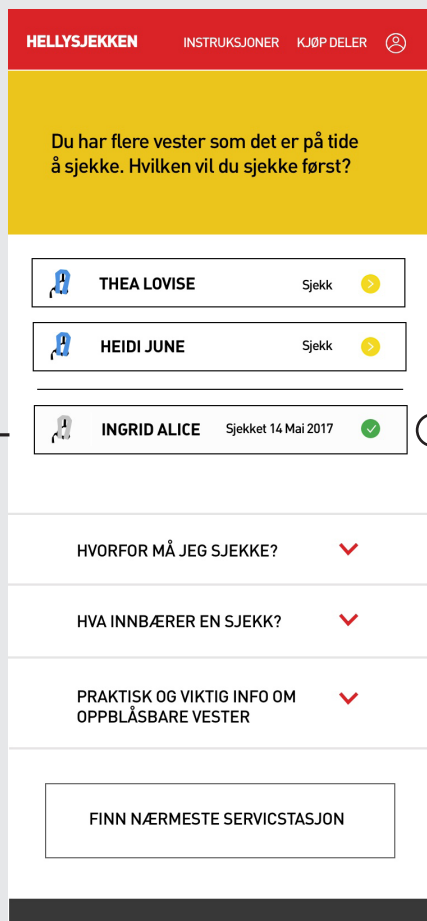 HELLYSJEKKEN INSTRUKSJONER KJØP DELER
Du har flere vester som det er på tide
å sjekke. Hvilken vil du sjekke først?
THEA LOVISE Sjekk
HEIDI JUNE Sjekk
INGRID ALICE Sjekket 14 Mai 2017
HVORFOR MÅ JEG SJEKKE?
HVA INNBÆRER EN SJEKK?
PRAKTISK OG VIKTIG INFO OM
OPPBLÅSBARE VESTER
FINN NÆRMESTE SERVICSTASJON